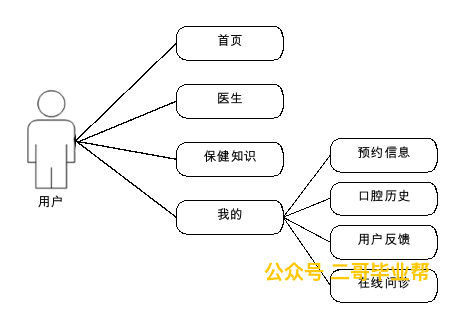 首页
医生
保健知识
我的
用户
预约信息
口腔历史
用户反馈
在线问诊
公众号 二哥毕业帮